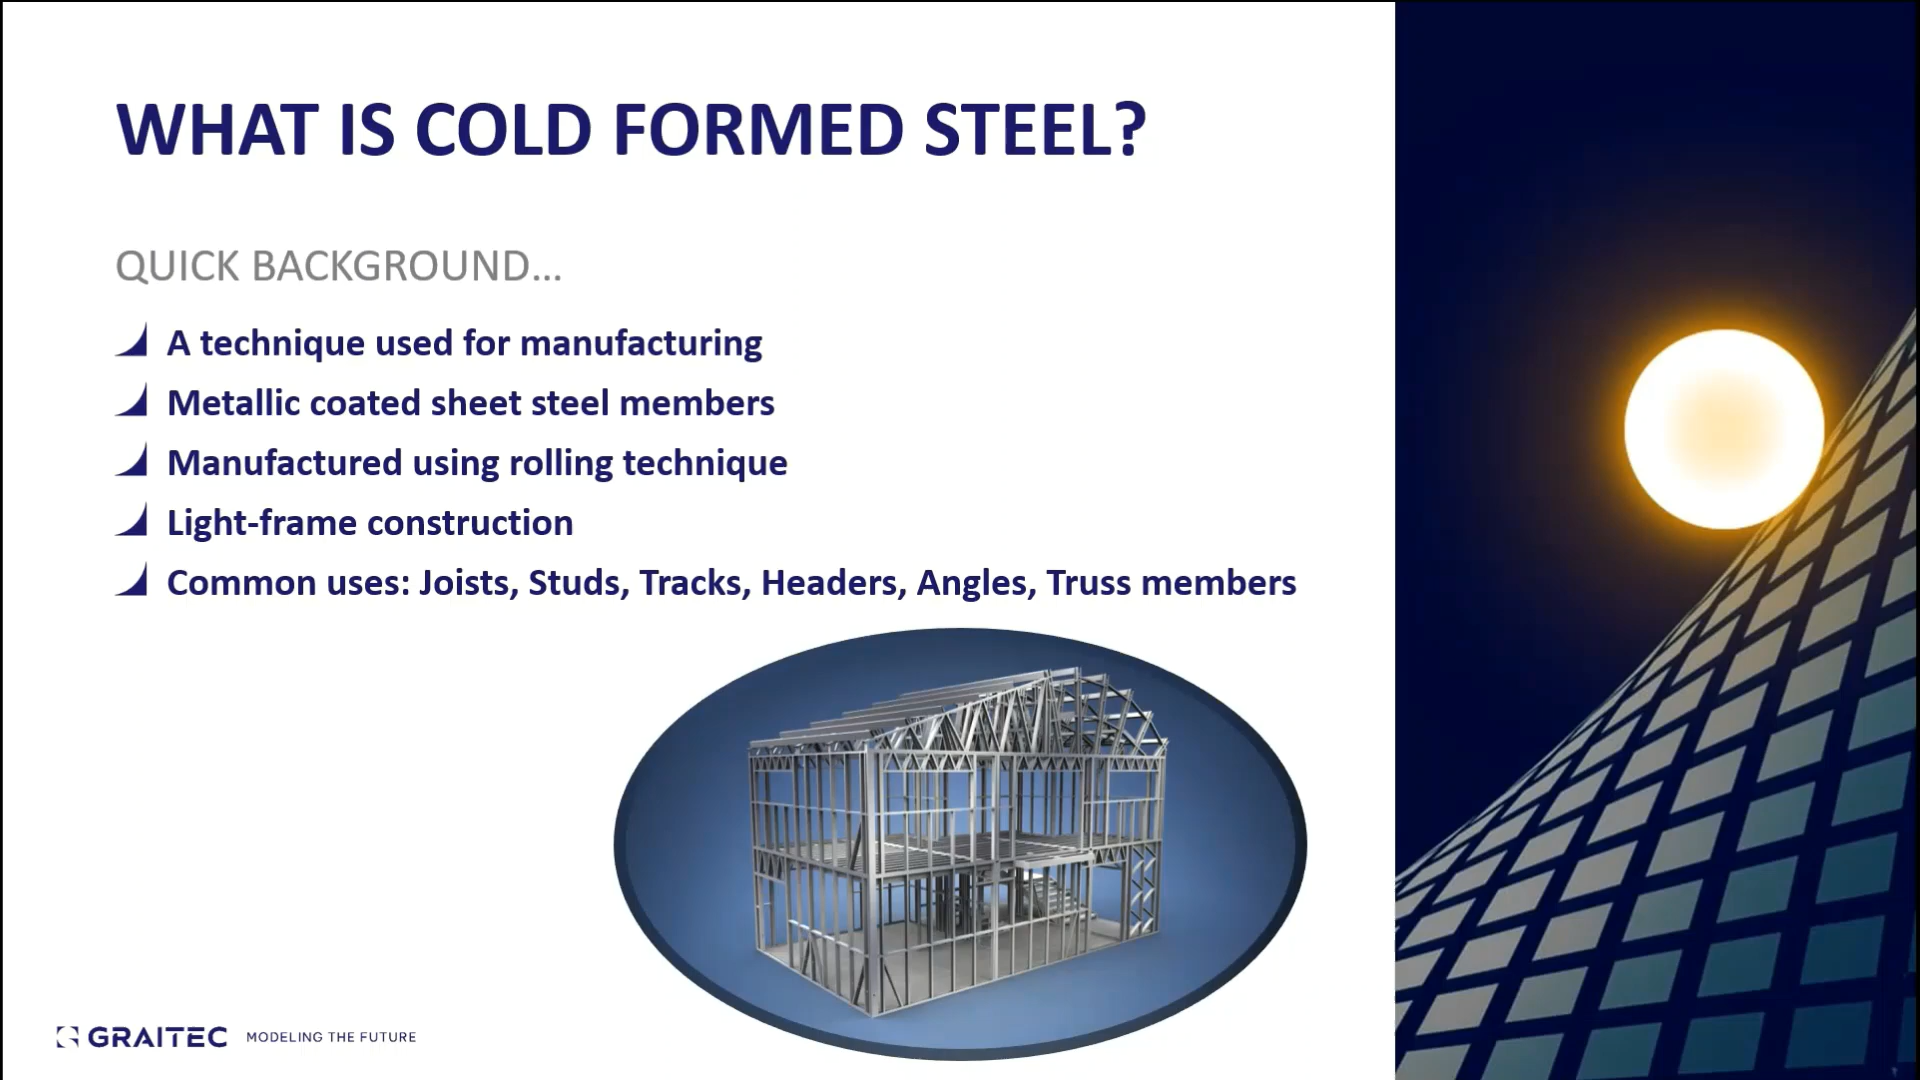 WHAT IS COLD FORMED STEEL?
QUICK BACKGROUND...
A technique used for manufacturing
Metallic coated sheet steel members
Manufactured using rolling technique
Light-frame construction
Common uses: Joists, Studs, Tracks, Headers, Angles, Truss members
GRAITEC MODELING THE FUTURE